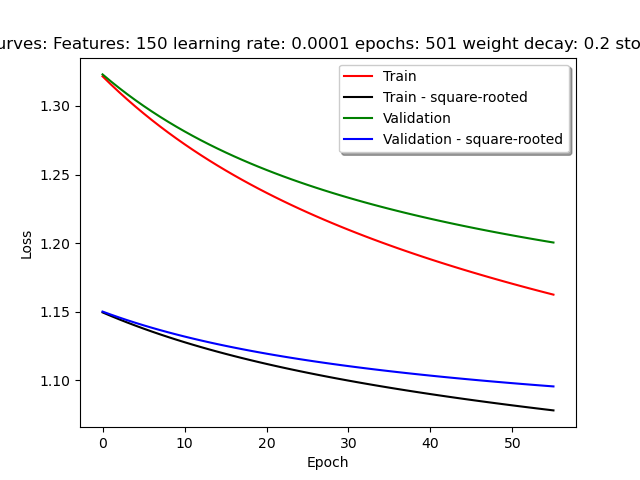 urves: Features: 150 learning rate: 0.0001 epochs: 501 weight decay: 0.2 sto
Train
Train - square-rooted
Validation
Validation - square-rooted
1.30
1.25
1.20
1.15
1.10
Loss
0 10 20 30 40 50
Epoch